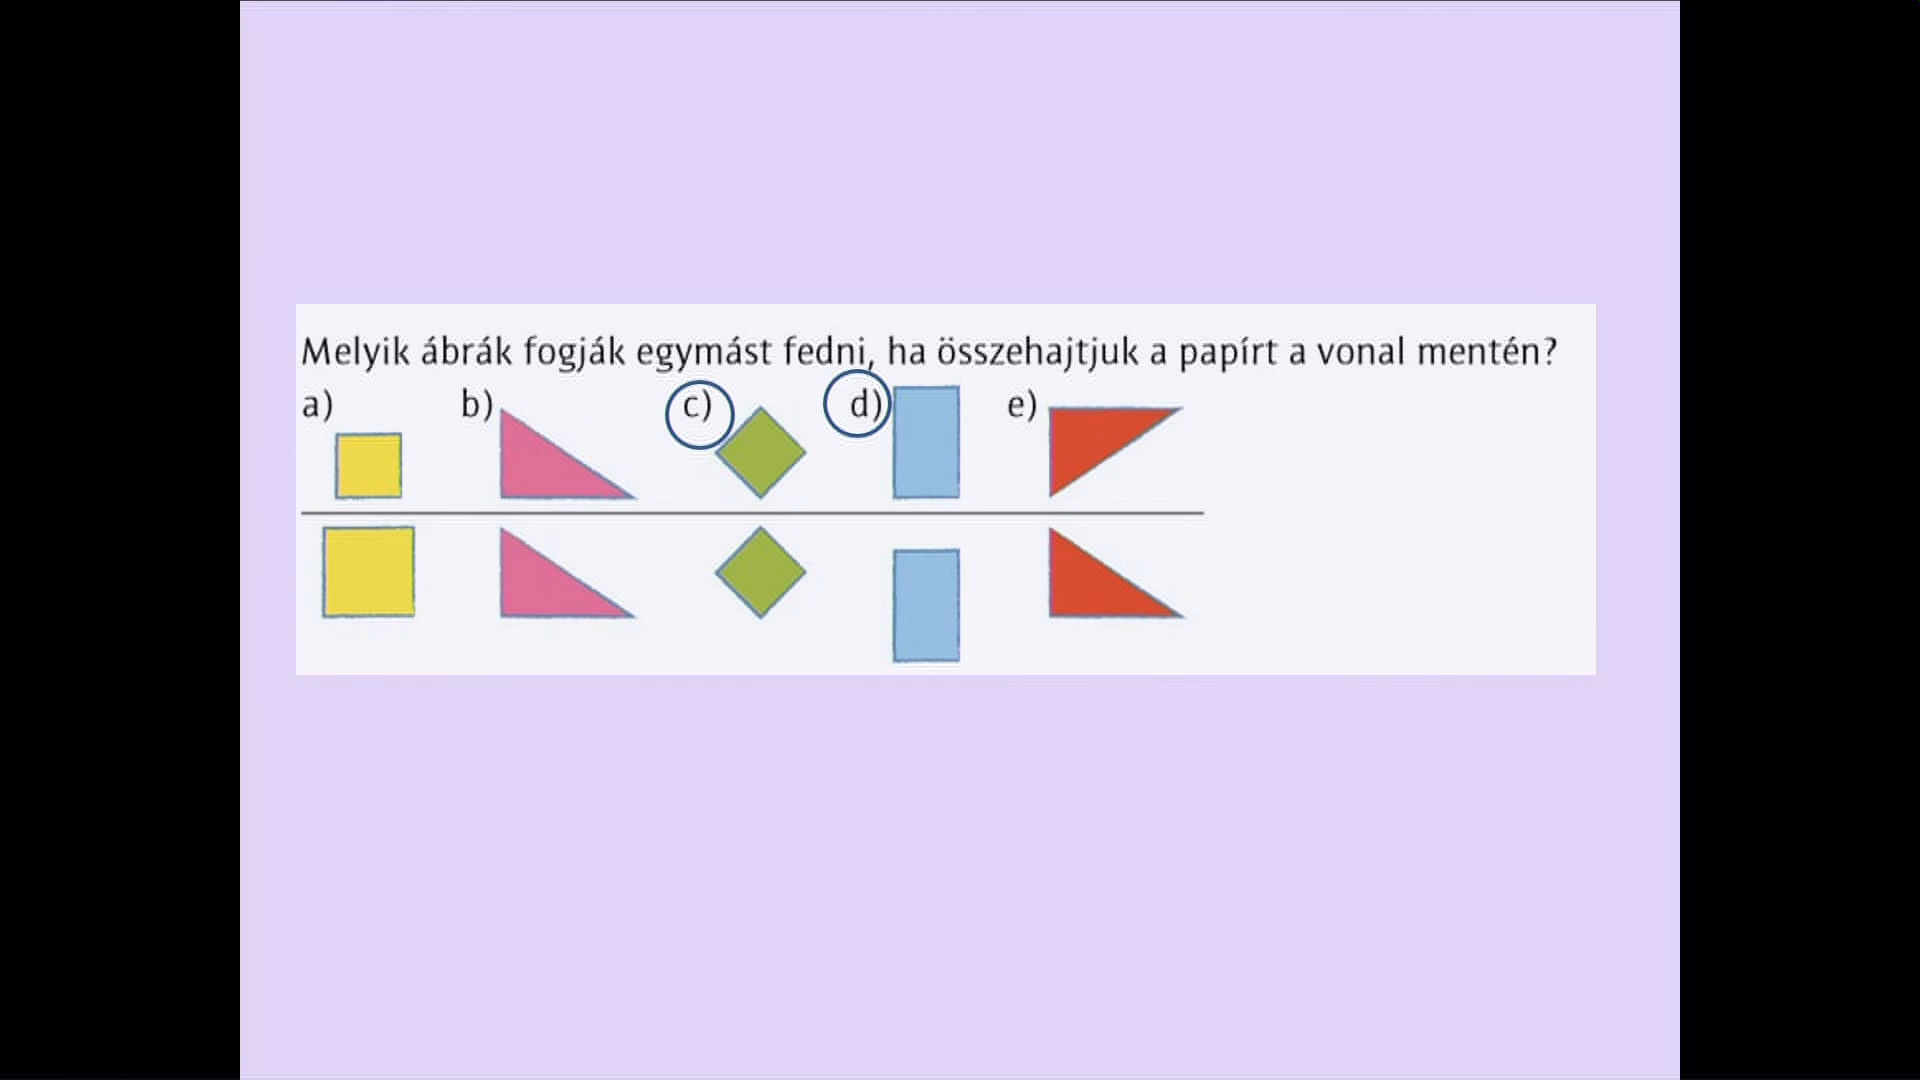 Melyik ábrák fogják egymást fedni, ha összehajtjuk a papírt a vonal mentén?
a) b) c) d) e)